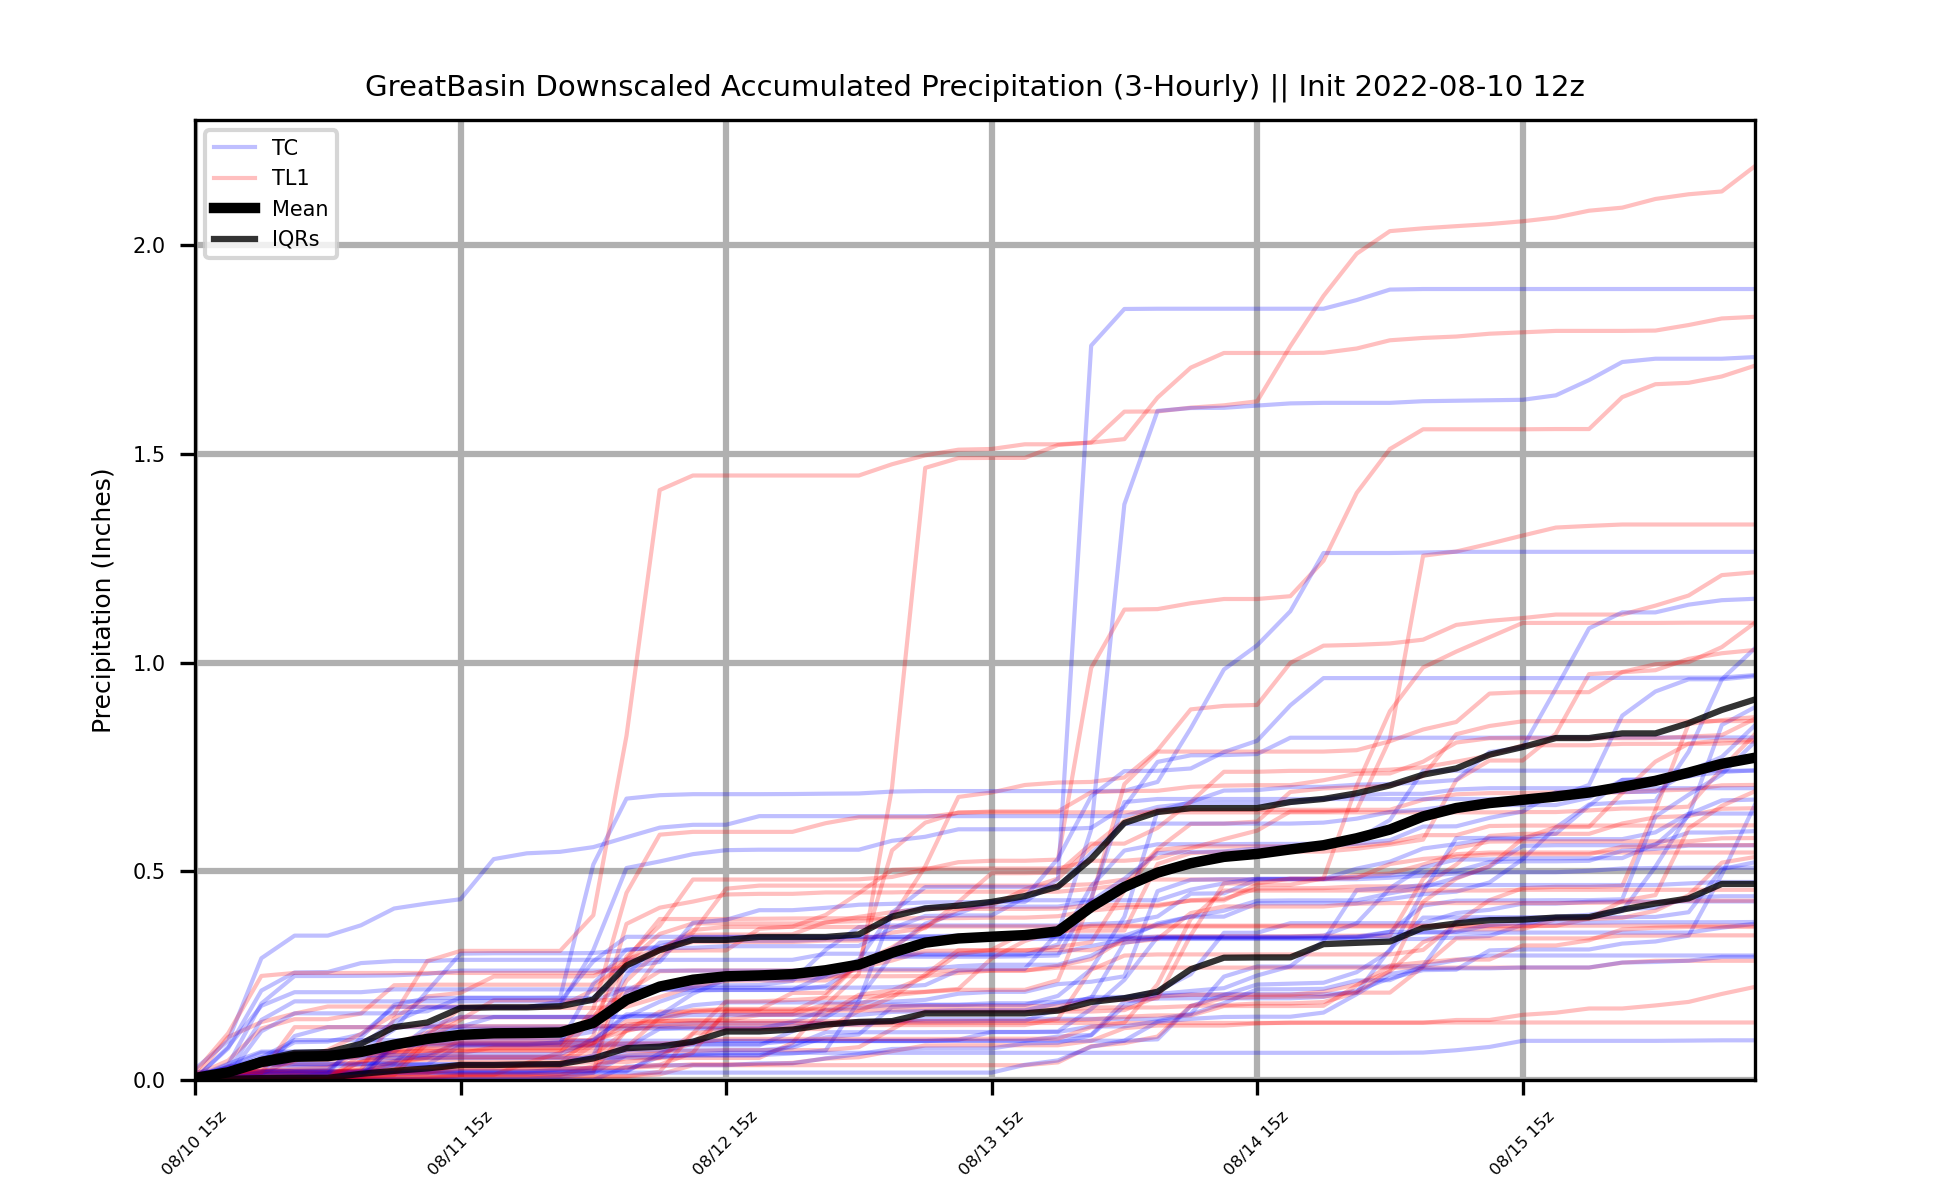 GreatBasin Downscaled Accumulated Precipitation (3-Hourly) || Init 2022-08-10 12z
TC
TL1
Mean
IQRs
Precipitation (Inches)
2.0
1.5
1.0
0.5
0.0
08/10 15z
08/11 15z
08/12 15z
08/13 15z
08/14 15z
08/15 15z